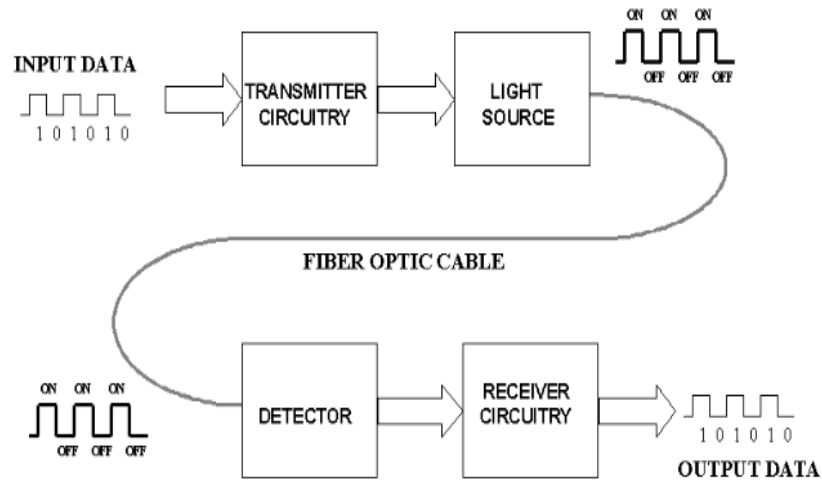 ON ON ON
OFF OFF OFF
INPUT DATA
1 0 1 0 1 0
TRANSMITTER
CIRCUITRY
LIGHT
SOURCE
FIBER OPTIC CABLE
ON ON ON
OFF OFF OFF
DETECTOR
RECEIVER
CIRCUITRY
1 0 1 0 1 0
OUTPUT DATA